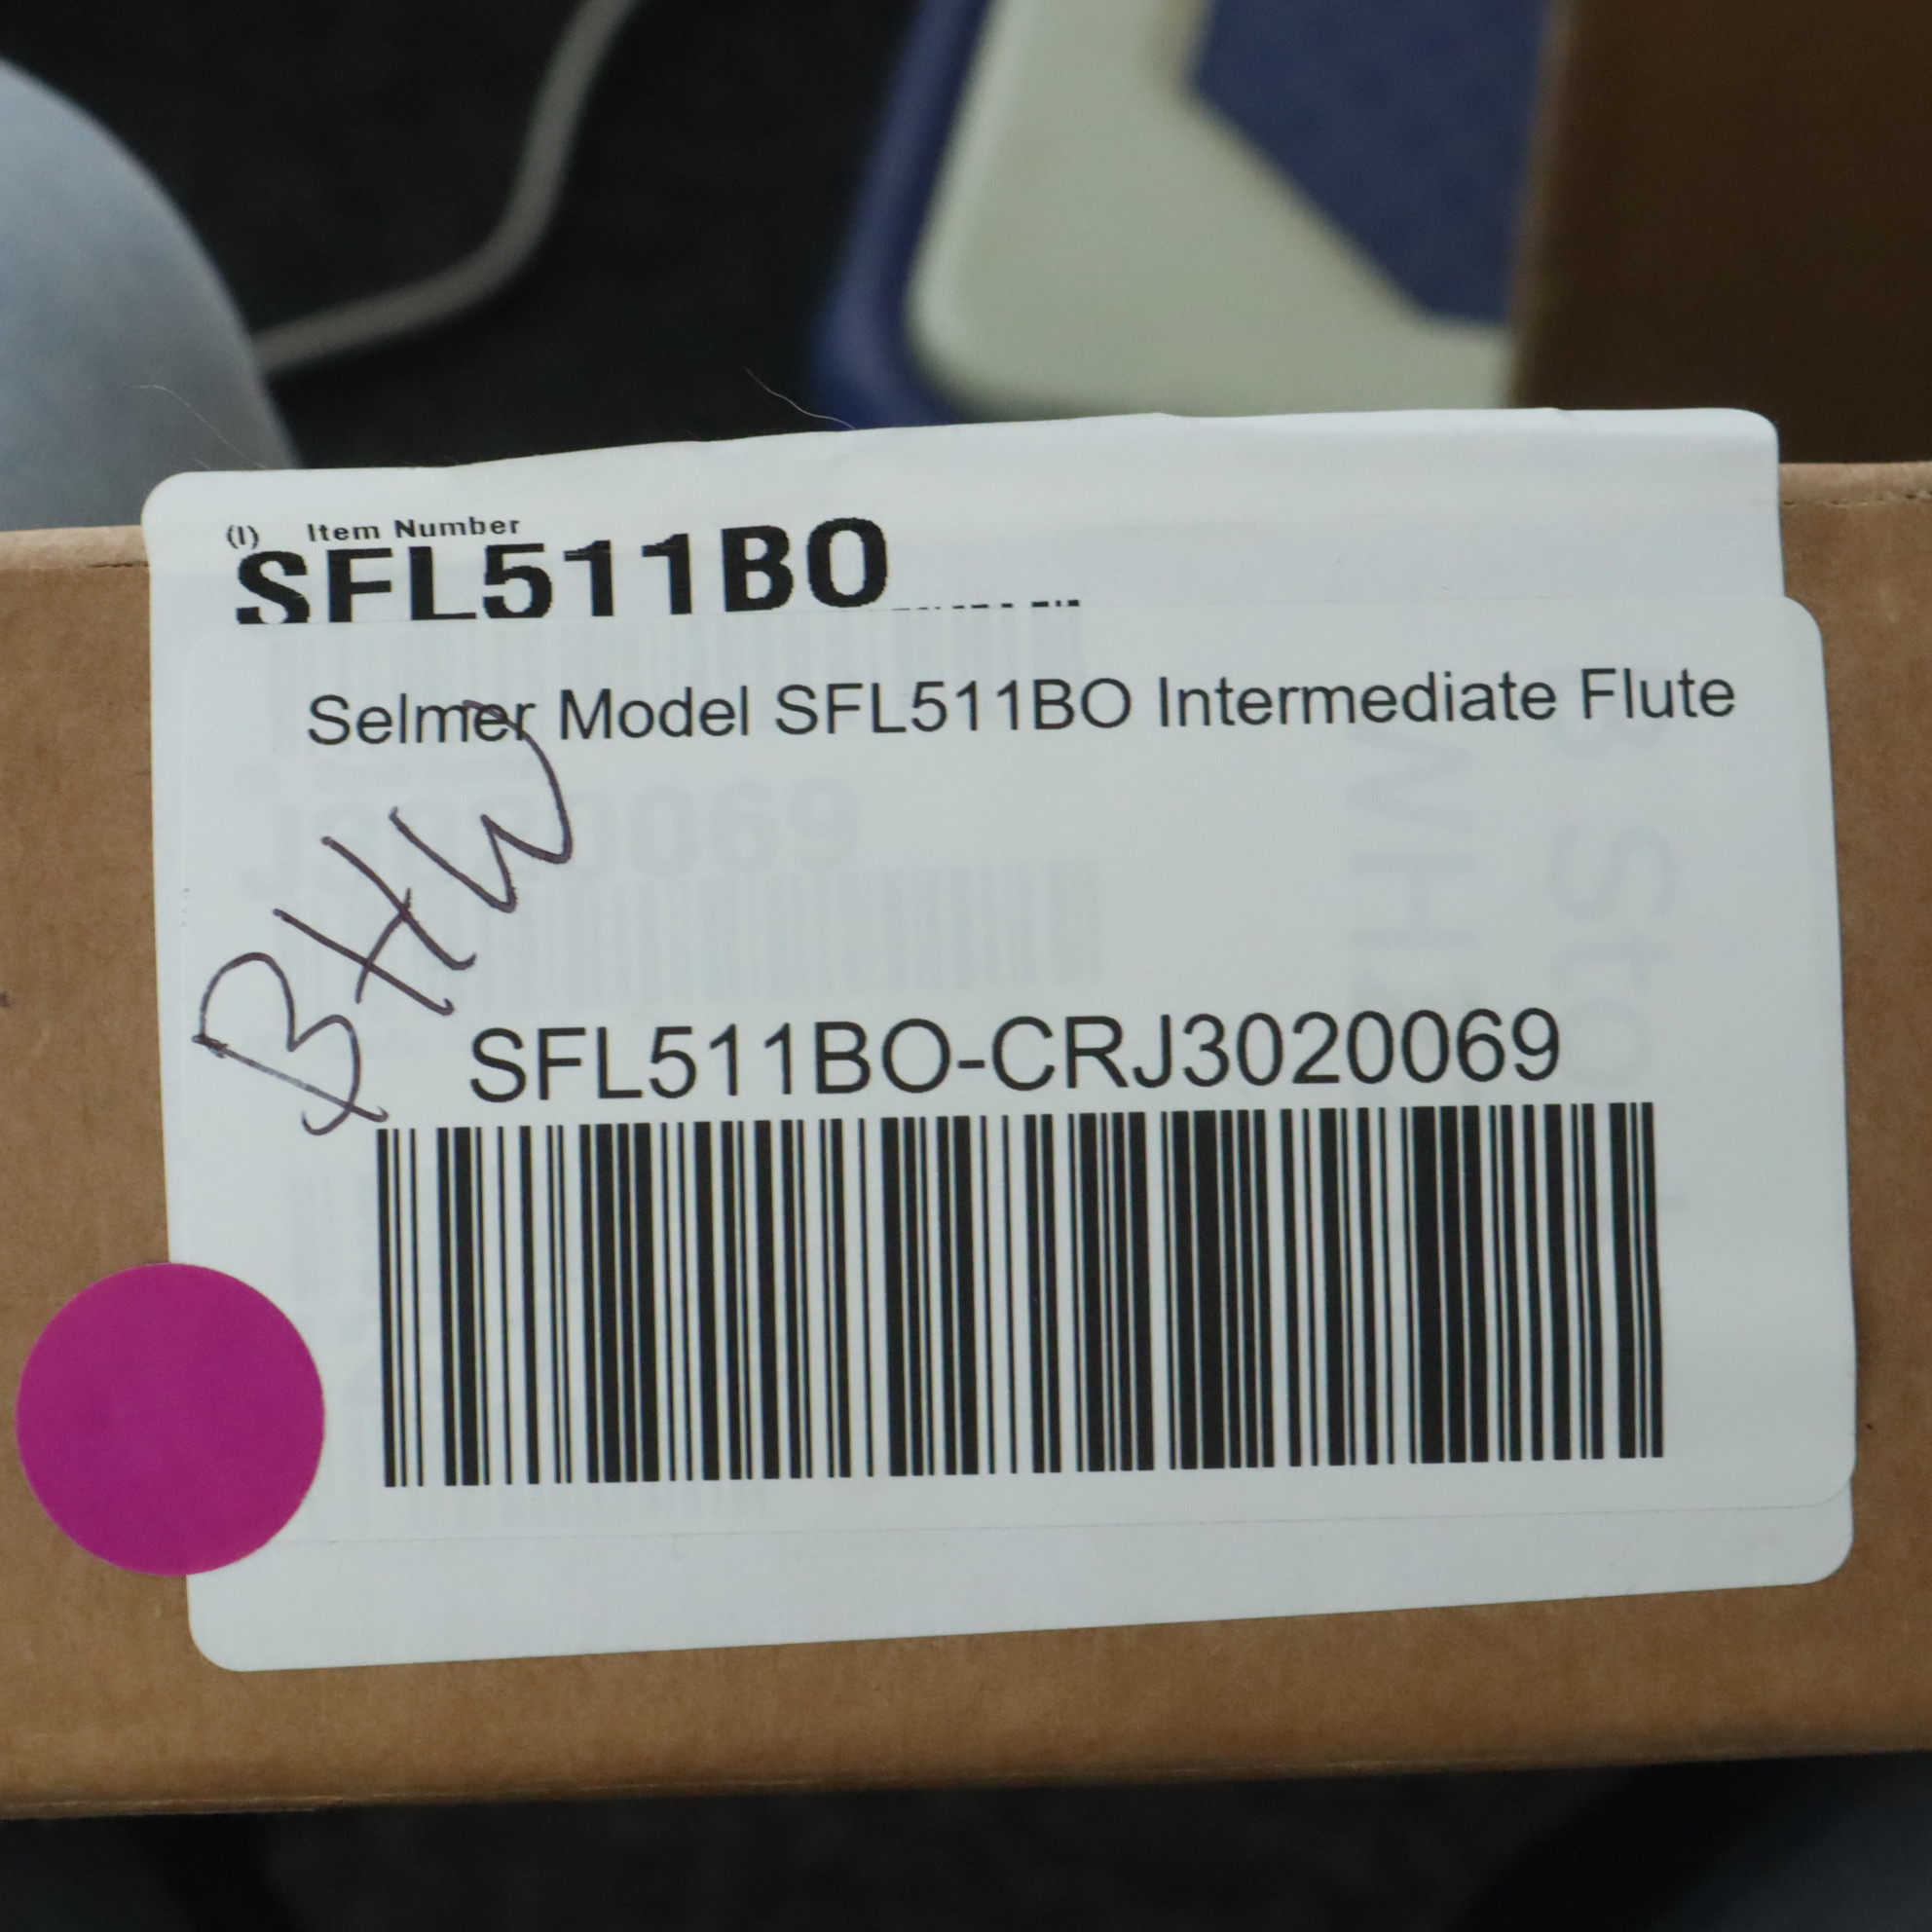 (I) Item Number
SFL511BO
Selmer Model SFL511BO Intermediate Flute
BHW
SFL511BO-CRJ3020069